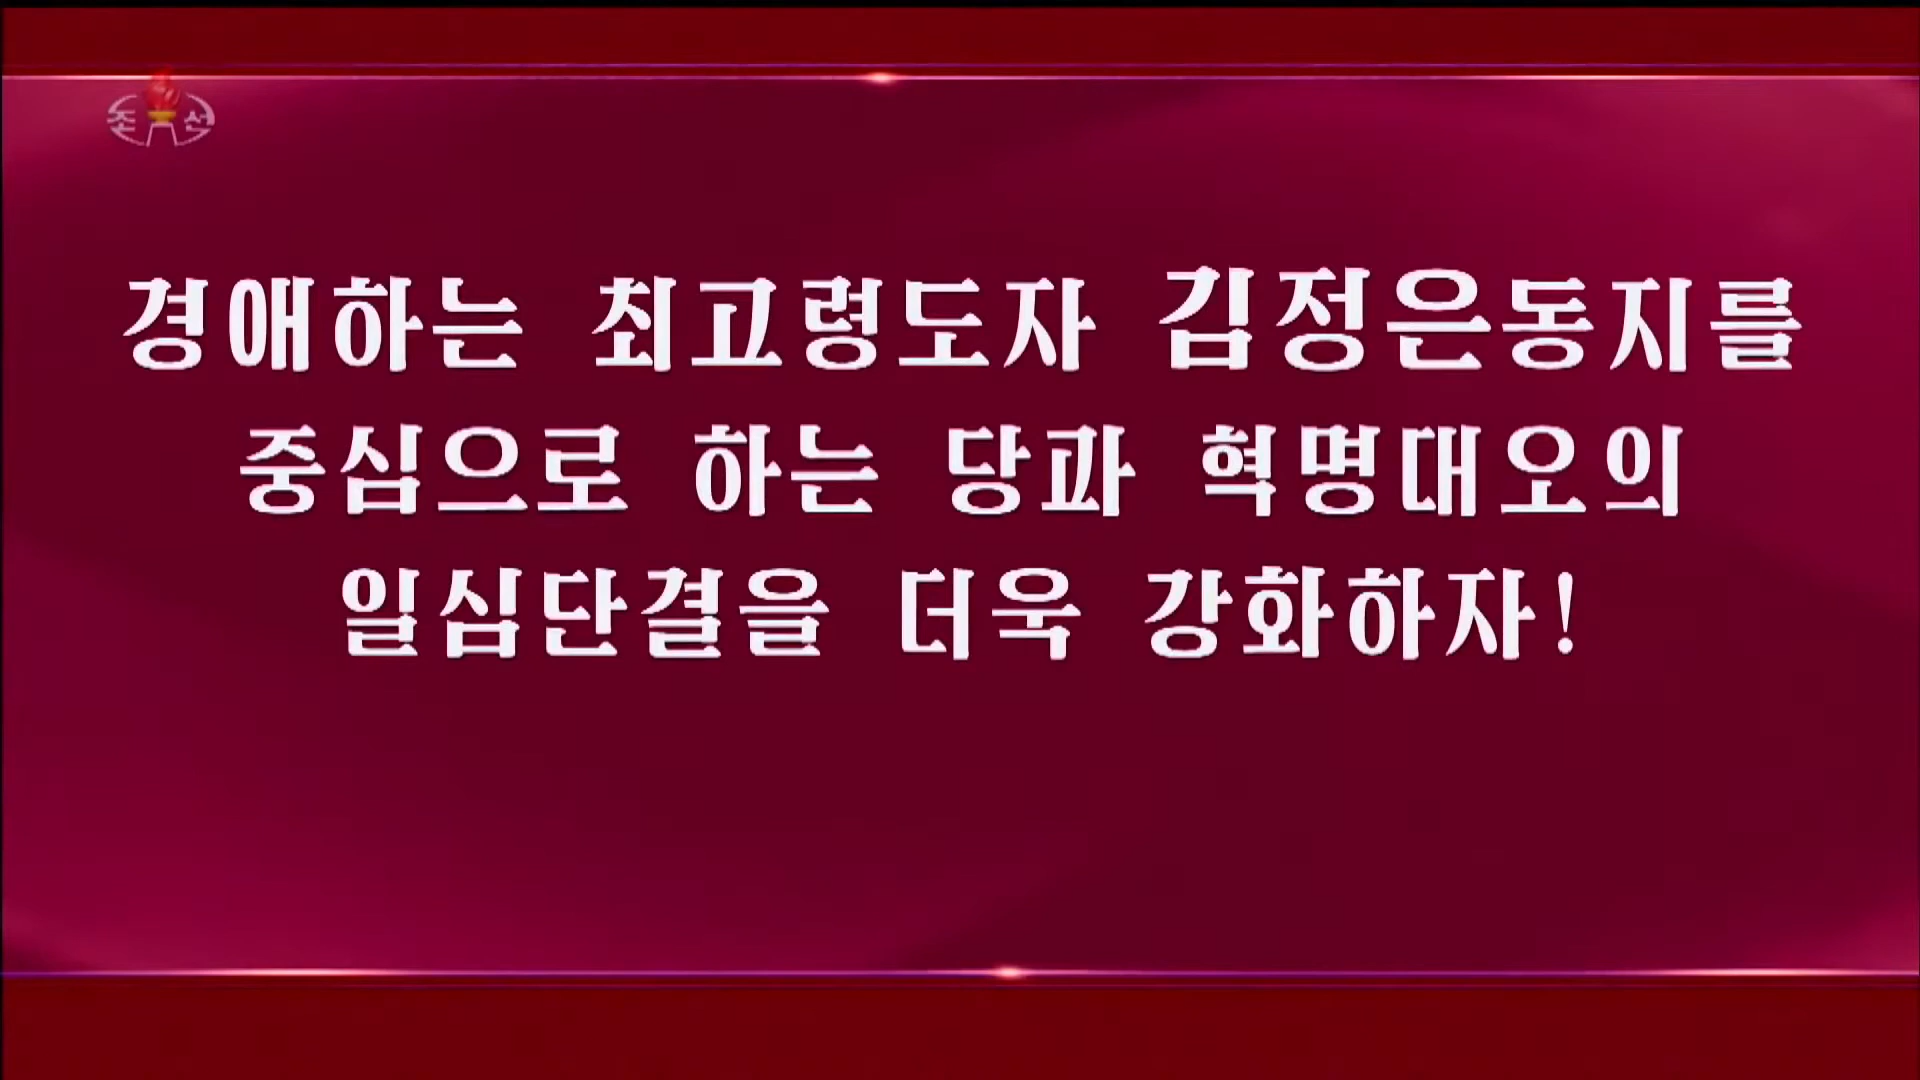 조선
경애하는 최고령도자 김정은동지를
중심으로 하는 당과 혁명대오의
일심단결을 더욱 강화하자!